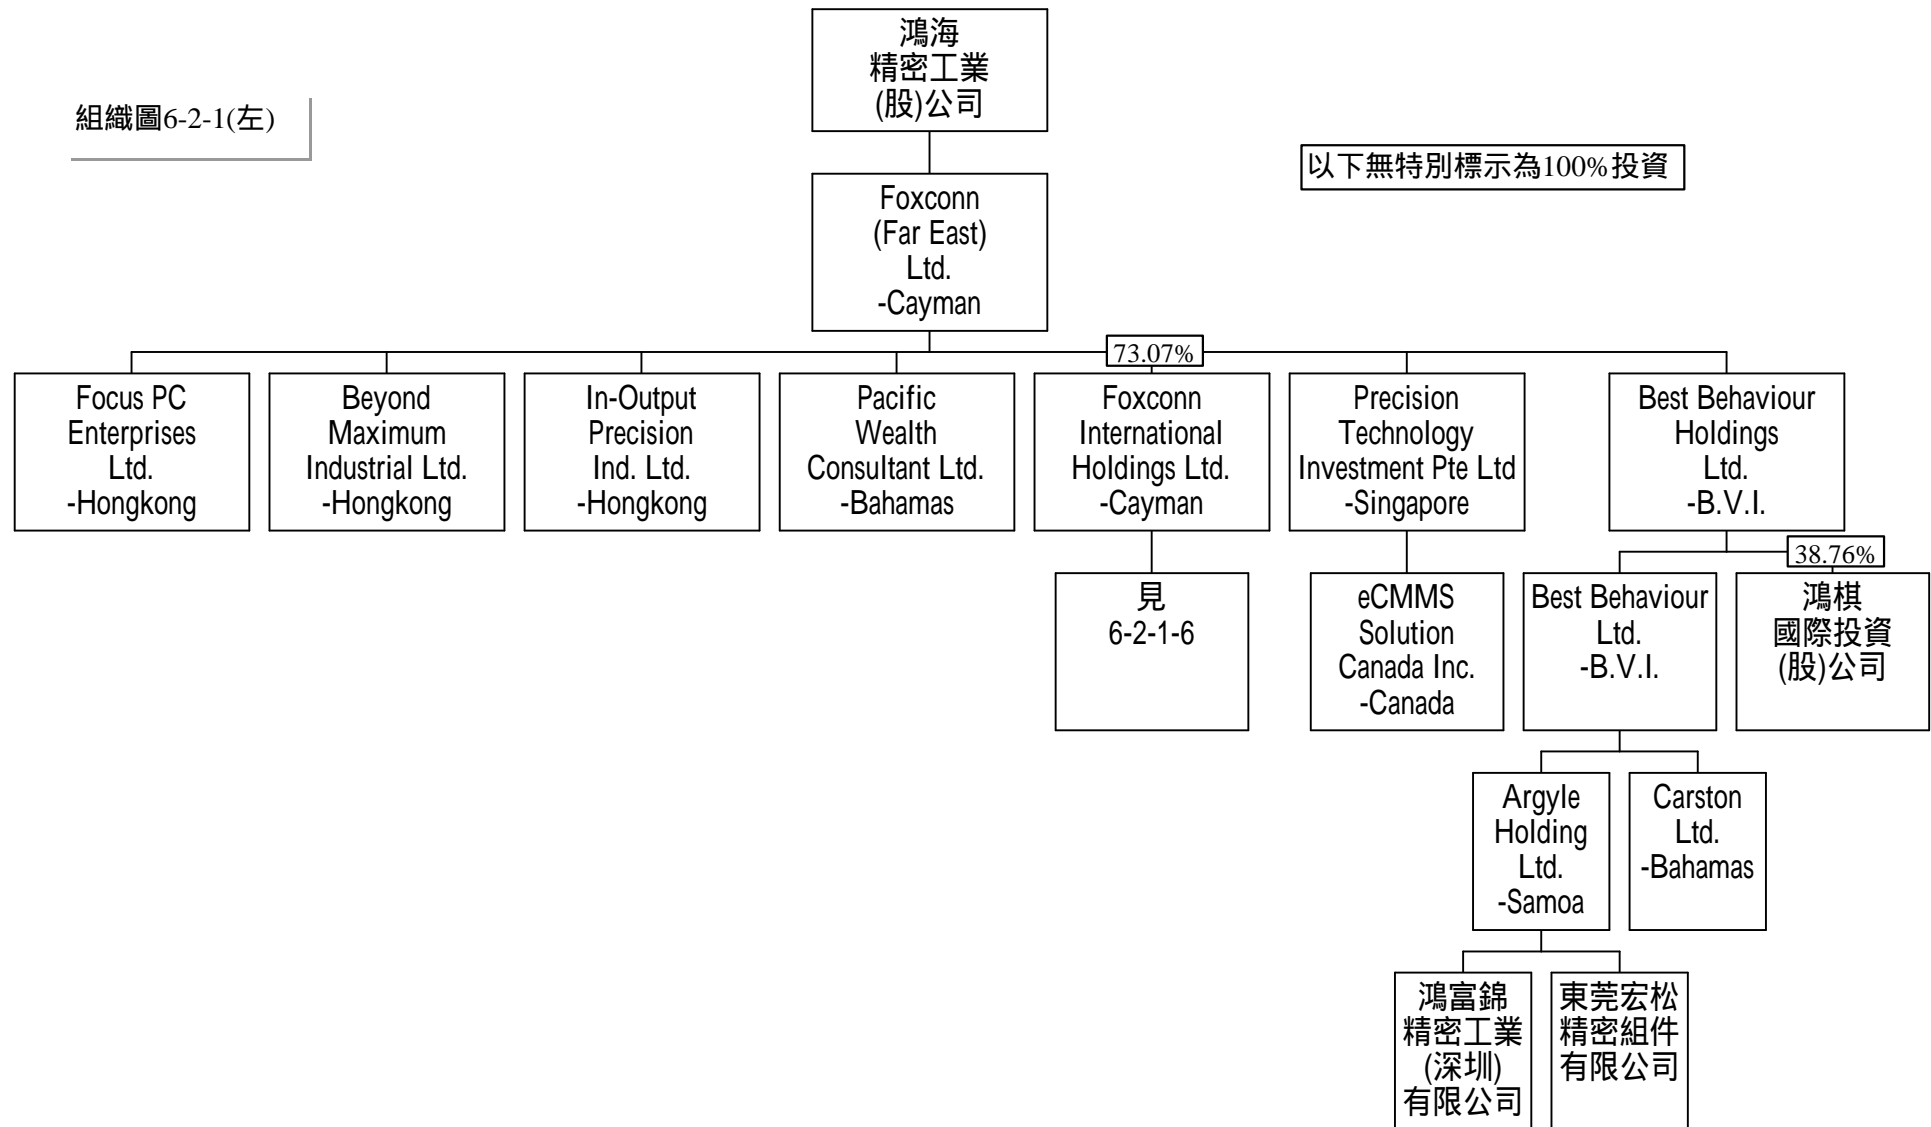 鴻海
精密工業
(股)公司
組織圖6-2-1(左)
以下無特別標示為100%投資
Foxconn
(Far East)
Ltd.
-Cayman
73.07%
Focus PC
Enterprises
Ltd.
-Hongkong
Beyond
Maximum
Industrial Ltd.
-Hongkong
In-Output
Precision
Ind. Ltd.
-Hongkong
Pacific
Wealth
Consultant Ltd.
-Bahamas
Foxconn
International
Holdings Ltd.
-Cayman
Precision
Technology
Investment Pte Ltd
-Singapore
Best Behaviour
Holdings
Ltd.
-B.V.I.
38.76%
見
6-2-1-6
eCMMS
Solution
Canada Inc.
-Canada
Best Behaviour
Ltd.
-B.V.I.
鴻棋
國際投資
(股)公司
Argyle
Holding
Ltd.
-Samoa
Carston
Ltd.
-Bahamas
鴻富錦
精密工業
(深圳)
有限公司
東莞宏松
精密組件
有限公司